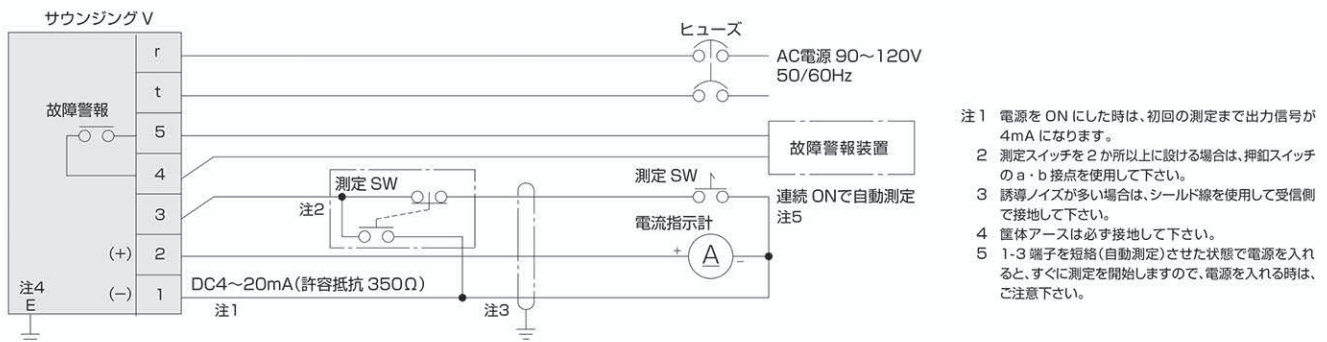 サウンジング V
r
t
5
4
3
(+) 2
(−) 1
故障警報
注4
E
ヒューズ
AC電源 90～120V
50/60Hz
故障警報装置
測定 SW
注2
測定 SW
連続 ONで自動測定
注5
電流指示計
+ A -
DC4～20mA(許容抵抗 350Ω)
注1
注3
注1 電源を ON にした時は、初回の測定まで出力信号が
4mA になります。
2 測定スイッチを 2 か所以上に設ける場合は、押釦スイッチ
の a・b 接点を使用して下さい。
3 誘導ノイズが多い場合は、シールド線を使用して受信側
で接地して下さい。
4 筐体アースは必ず接地して下さい。
5 1-3 端子を短絡(自動測定)させた状態で電源を入れ
ると、すぐに測定を開始しますので、電源を入れる時は、
ご注意下さい。